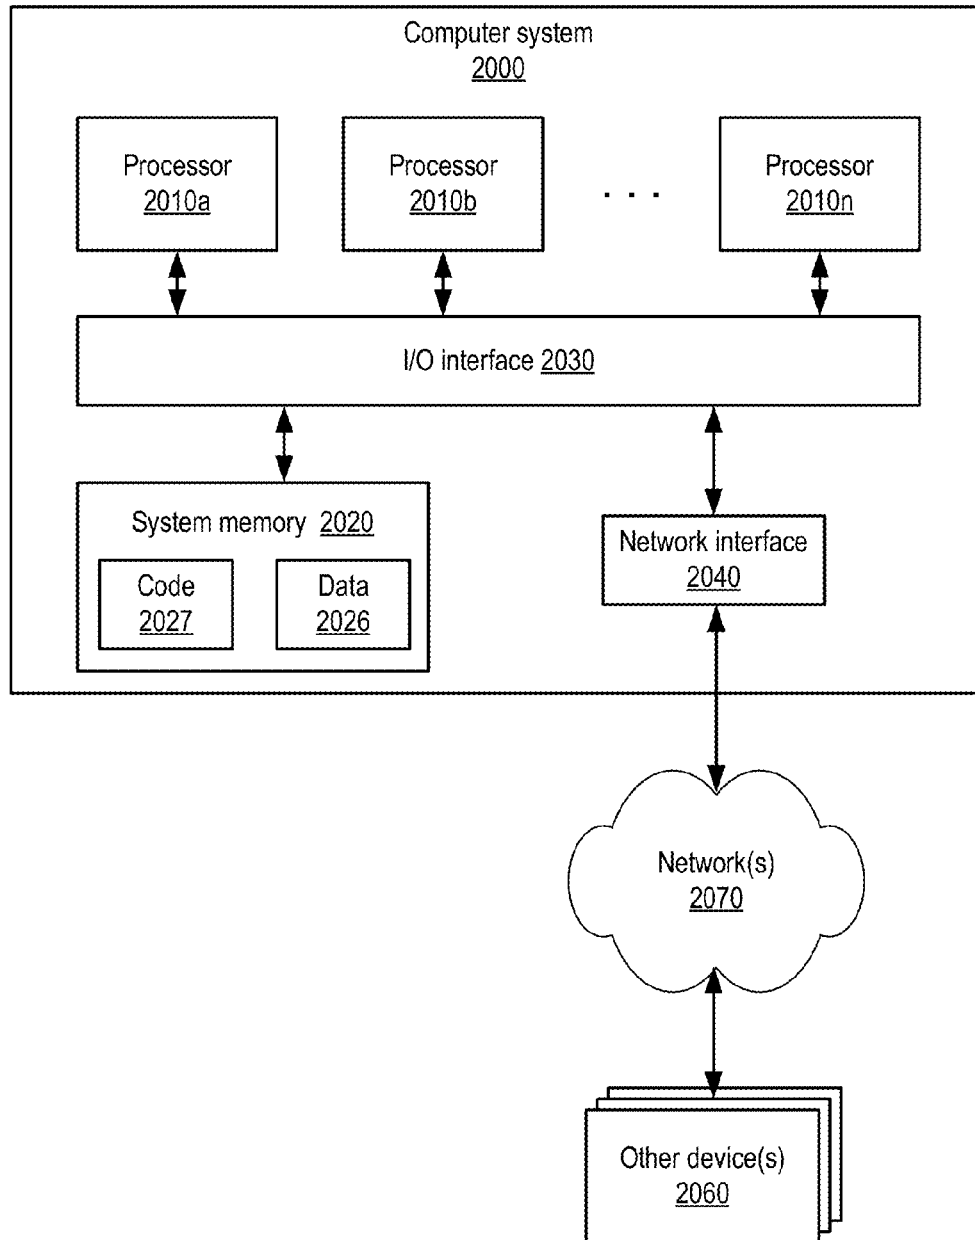 Computer system
2000
Processor
2010a
Processor
2010b
. . .
Processor
2010n
I/O interface 2030
System memory 2020
Code
2027
Data
2026
Network interface
2040
Network(s)
2070
Other device(s)
2060